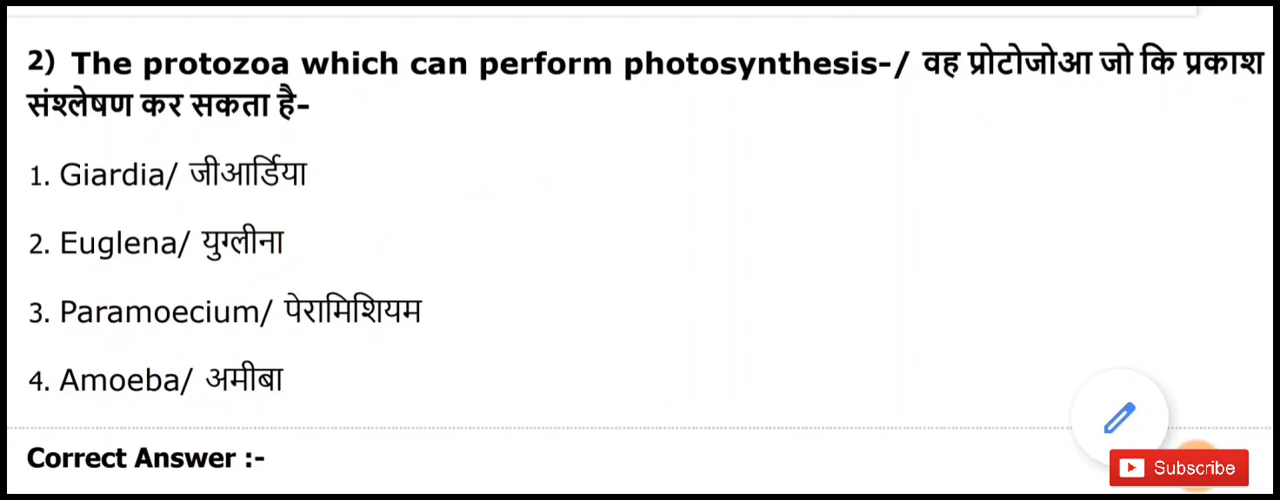 2) The protozoa which can perform photosynthesis-/ वह प्रोटोजोआ जो कि प्रकाश
संश्लेषण कर सकता है-
1. Giardia/ जीआर्डिया
2. Euglena/ युग्लीना
3. Paramoecium/ पेरामिशियम
4. Amoeba/ अमीबा
Correct Answer :-
Subscribe